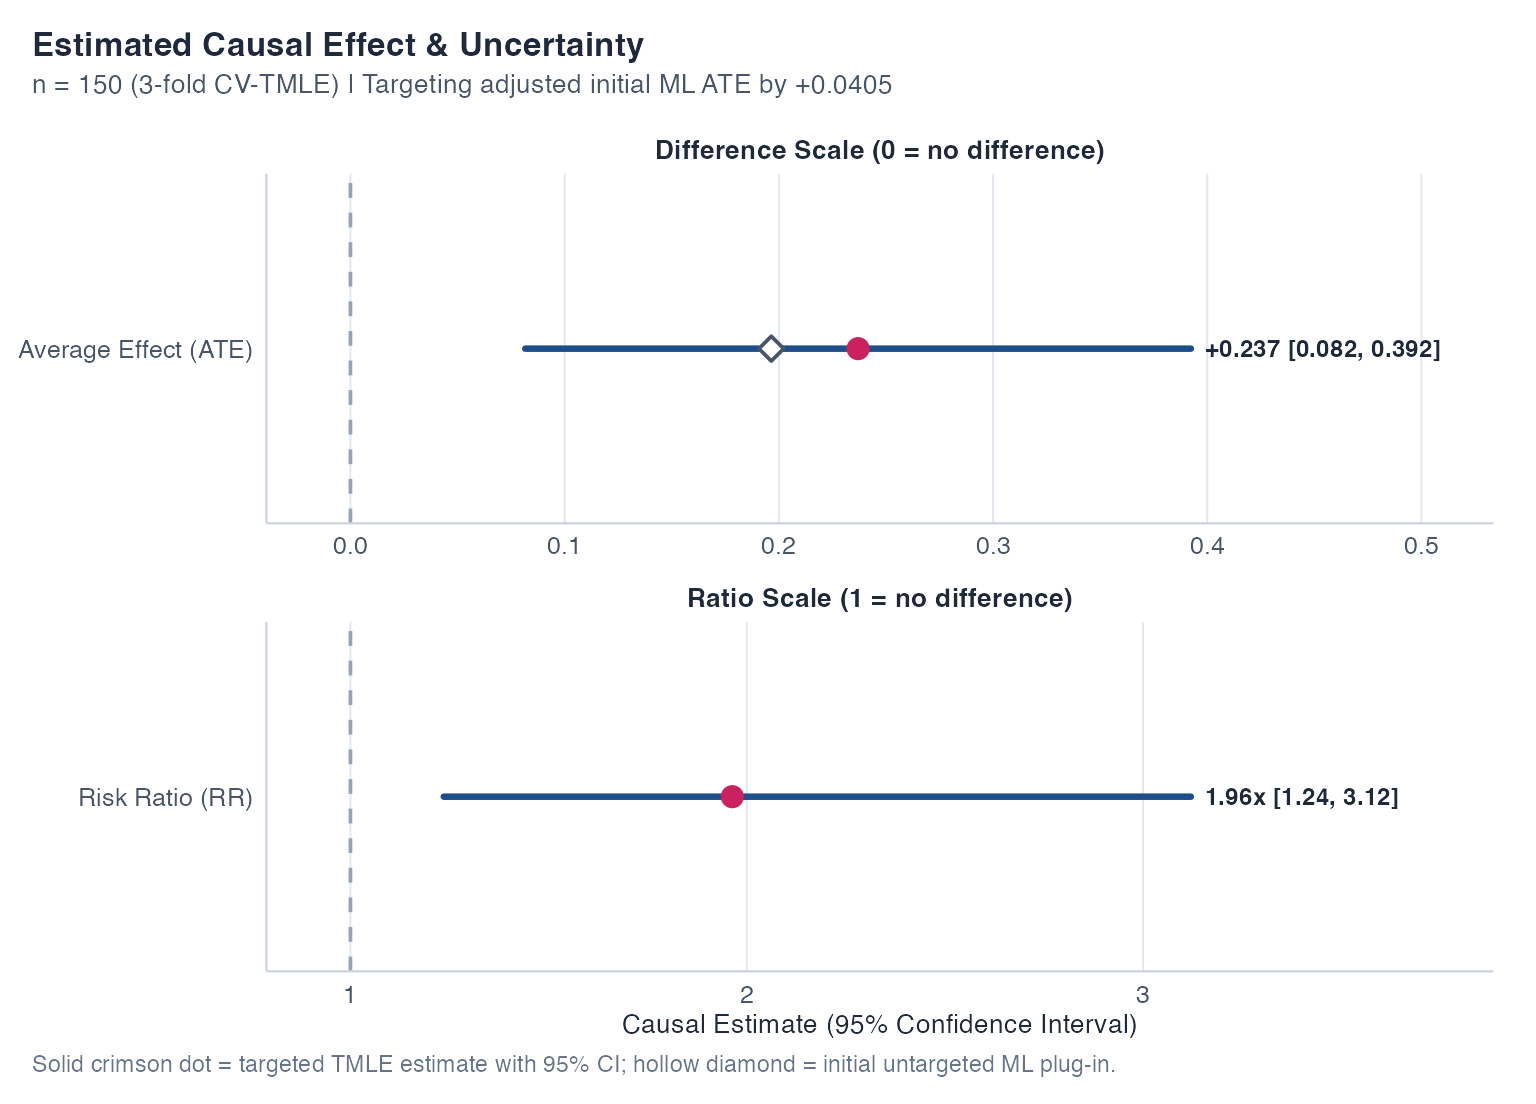 Estimated Causal Effect & Uncertainty
n = 150 (3-fold CV-TMLE) | Targeting adjusted initial ML ATE by +0.0405
Difference Scale (0 = no difference)
Average Effect (ATE)
+0.237 [0.082, 0.392]
0.0 0.1 0.2 0.3 0.4 0.5
Ratio Scale (1 = no difference)
Risk Ratio (RR)
1.96x [1.24, 3.12]
1 2 3
Causal Estimate (95% Confidence Interval)
Solid crimson dot = targeted TMLE estimate with 95% CI; hollow diamond = initial untargeted ML plug-in.